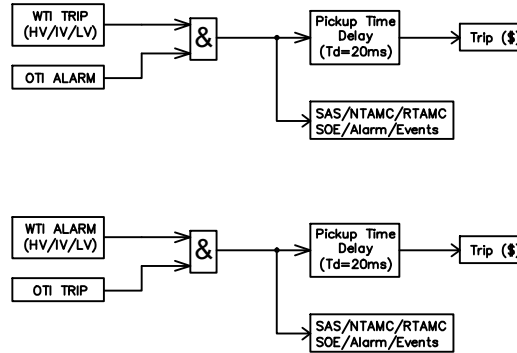 WTI TRIP
(HV/IV/LV)
OTI ALARM
&
Pickup Time
Delay
(Td=20ms)
Trip ($)
SAS/NTAMC/RTAMC
SOE/Alarm/Events
WTI ALARM
(HV/IV/LV)
OTI TRIP
&
Pickup Time
Delay
(Td=20ms)
Trip ($)
SAS/NTAMC/RTAMC
SOE/Alarm/Events